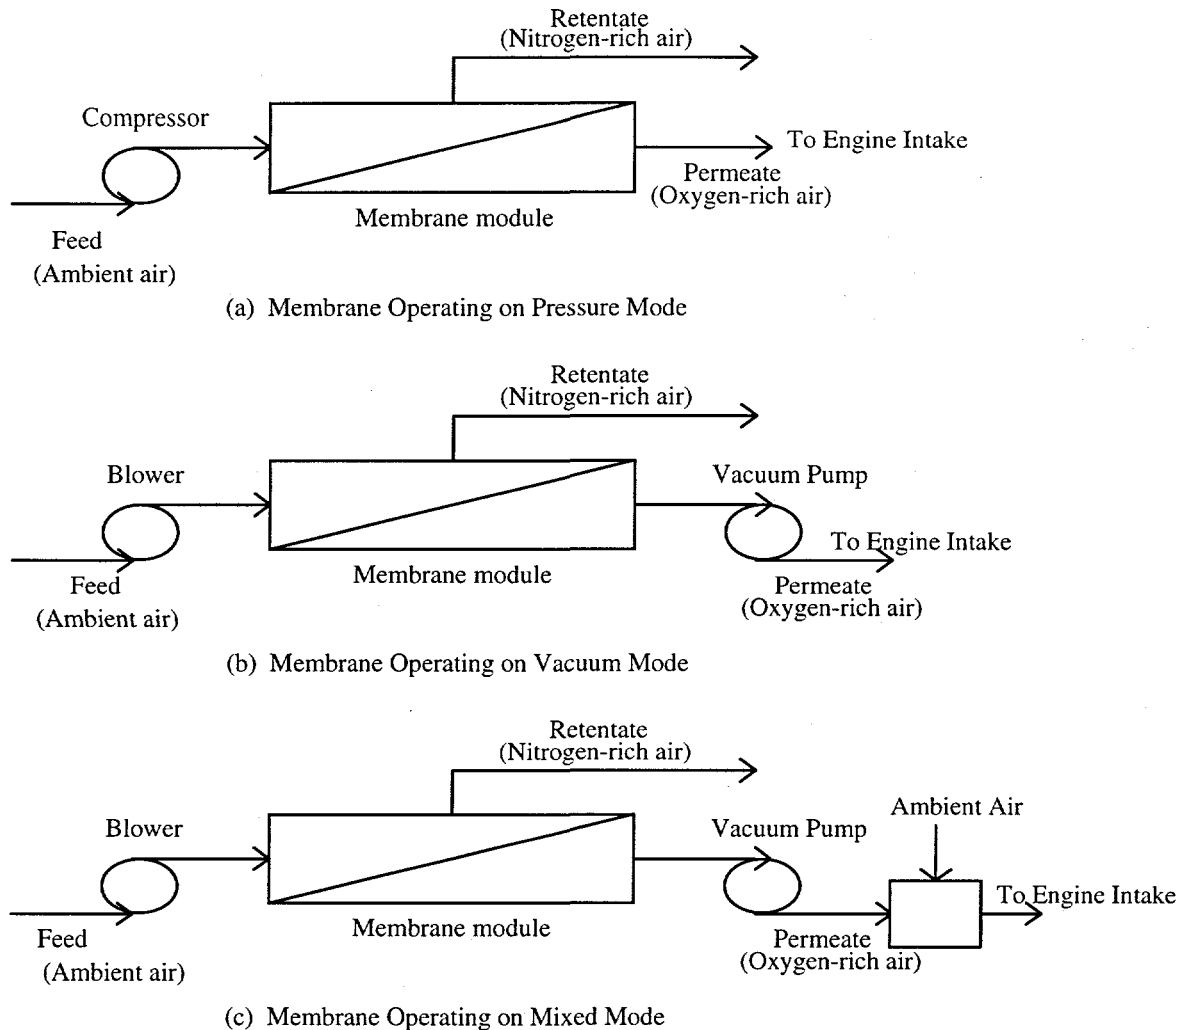 Retentate
(Nitrogen-rich air)
Compressor
To Engine Intake
Permeate
(Oxygen-rich air)
Membrane module
Feed
(Ambient air)
(a) Membrane Operating on Pressure Mode
Retentate
(Nitrogen-rich air)
Blower
Vacuum Pump
To Engine Intake
Membrane module
Feed
Permeate
(Oxygen-rich air)
(Ambient air)
(b) Membrane Operating on Vacuum Mode
Retentate
(Nitrogen-rich air)
Ambient Air
Blower
Vacuum Pump
To Engine Intake
Membrane module
Feed
Permeate
(Oxygen-rich air)
(Ambient air)
(c) Membrane Operating on Mixed Mode